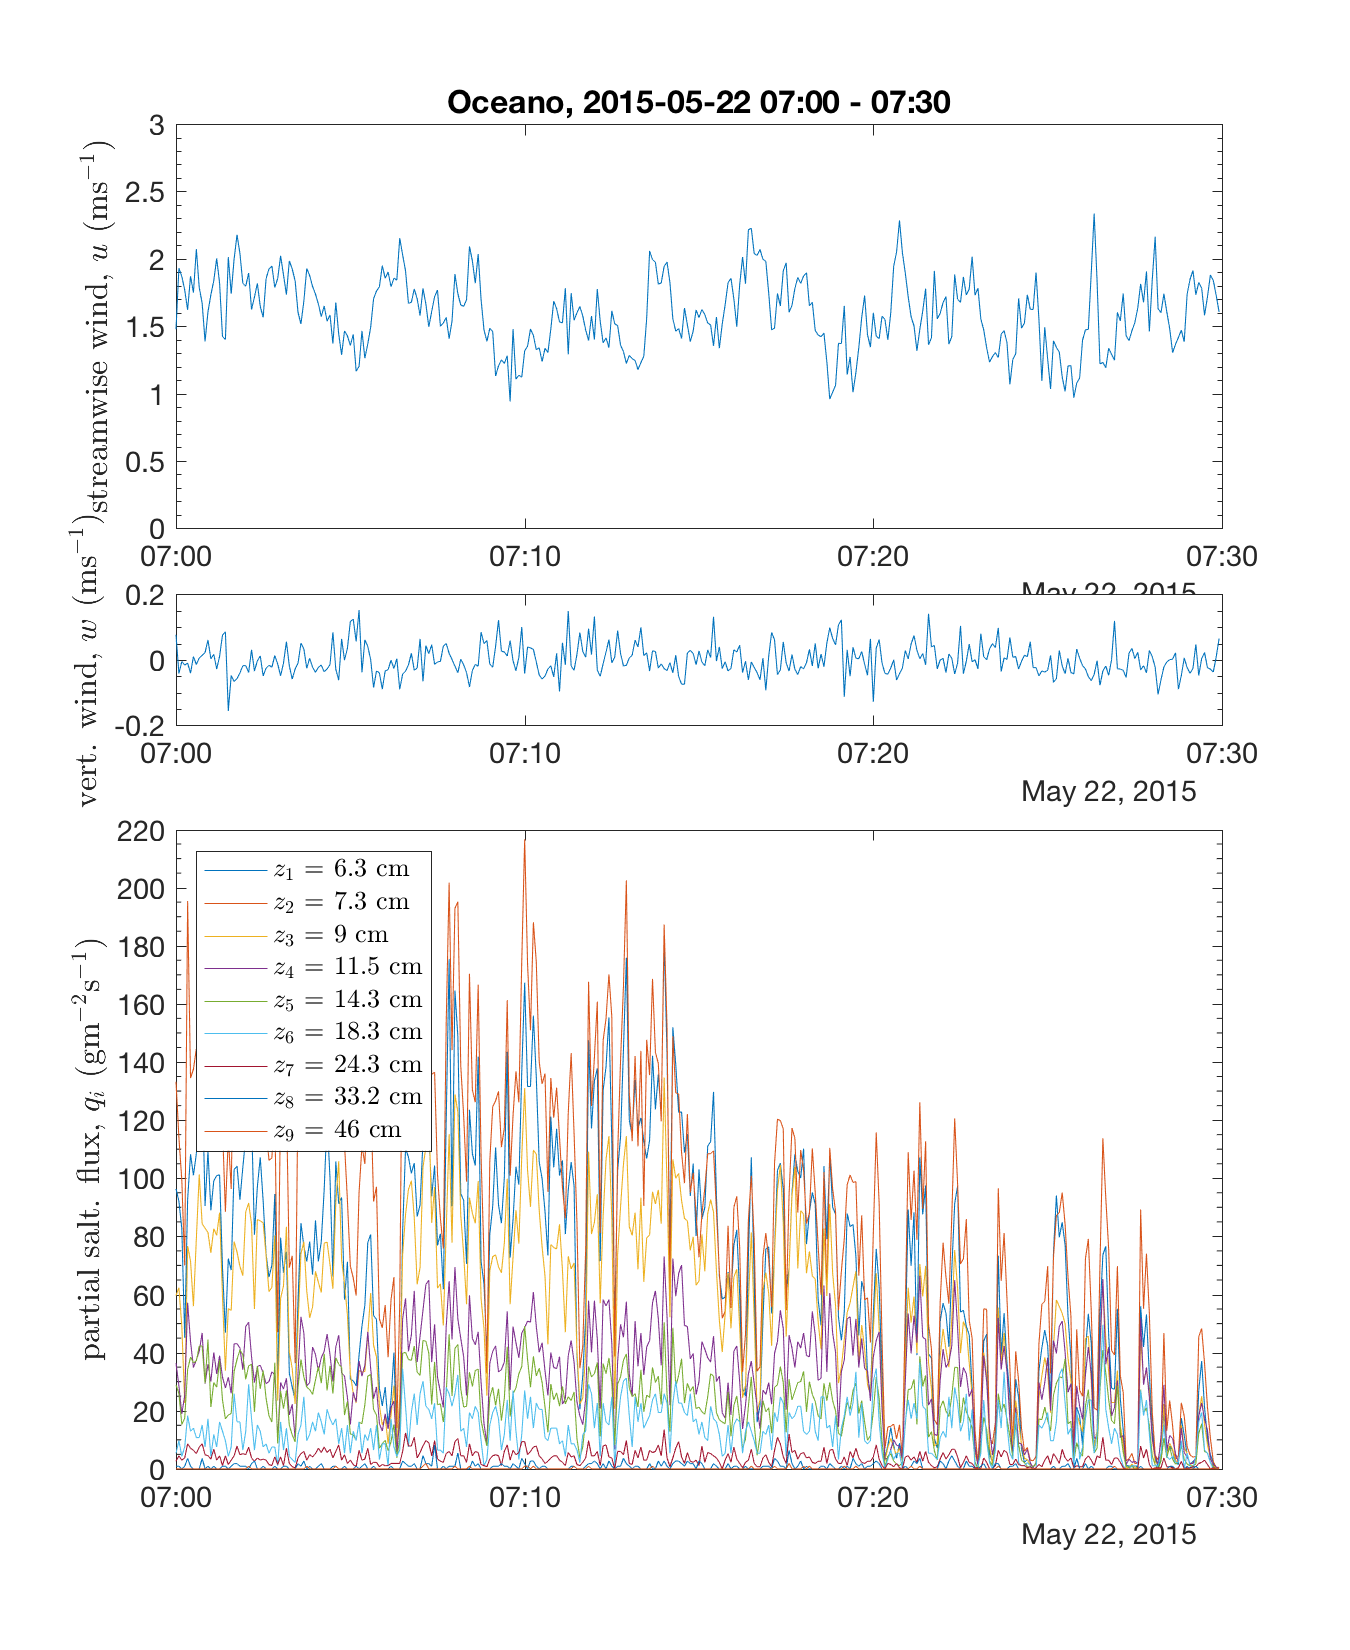 Oceano, 2015-05-22 07:00 - 07:30
streamwise wind, u (ms⁻¹)
3
2.5
2
1.5
1
0.5
0
07:00 07:10 07:20 07:30
May 22, 2015
vert. wind, w (ms⁻¹)
0.2
0
-0.2
07:00 07:10 07:20 07:30
May 22, 2015
partial salt. flux, qᵢ (gm⁻²s⁻¹)
220
200
180
160
140
120
100
80
60
40
20
0
z₁ = 6.3 cm
z₂ = 7.3 cm
z₃ = 9 cm
z₄ = 11.5 cm
z₅ = 14.3 cm
z₆ = 18.3 cm
z₇ = 24.3 cm
z₈ = 33.2 cm
z₉ = 46 cm
07:00 07:10 07:20 07:30
May 22, 2015